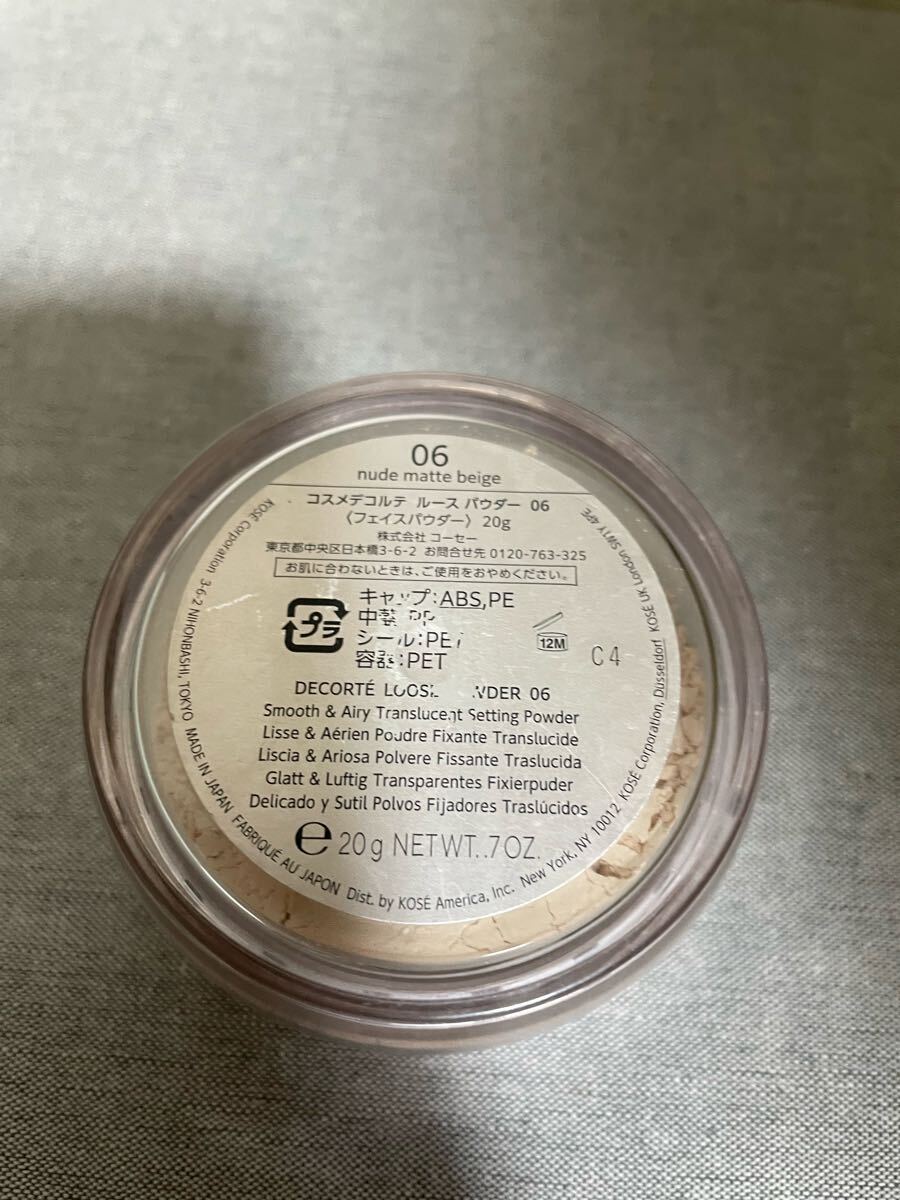 06
nude matte beige
コスメデコルテ ルース パウダー 06
〈フェイスパウダー〉 20g
株式会社 コーセー
東京都中央区日本橋3-6-2 お問合せ先 0120-763-325
お肌に合わないときは、ご使用をおやめください。
プラ
キャップ:ABS,PE
シール:PET
容器:PET
12M
C4
DECORTÉ 06
Smooth & Airy Translucent Setting Powder
Lisse & Aérien Poudre Fixante Translucide
Liscia & Ariosa Polvere Fissante Traslucida
Glatt & Luftig Transparentes Fixierpuder
Delicado y Sutil Polvos Fijadores Traslúcidos
℮ 20g NET WT. .7 OZ.
KOSÉ Corporation 3-6-2 NIHONBASHI, TOKYO MADE IN JAPAN FABRIQUÉ AU JAPON Dist. by KOSÉ America, Inc. New York, NY 10012 KOSÉ Corporation, Düsseldorf KOSÉ UK London SW1Y 4PE